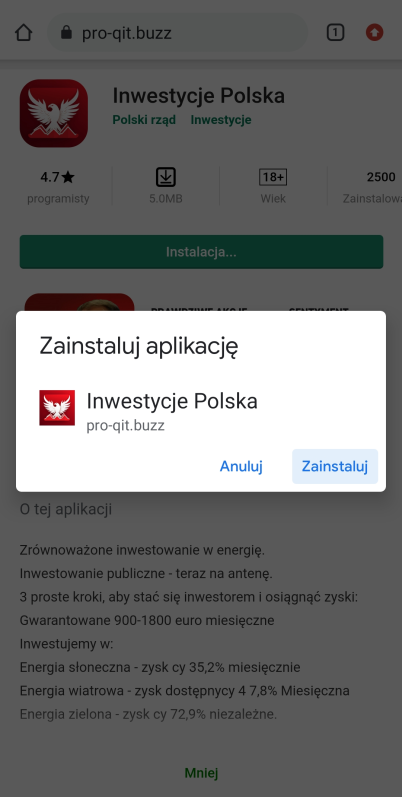 pro-qit.buzz
1
Inwestycje Polska
Polski rząd Inwestycje
4.7★ 18+ 2500
programisty 5.0MB Wiek Zainstalowa
Instalacja...
PRAWDZIWE AKCJE SENTYMENT
Zainstaluj aplikację
Inwestycje Polska
pro-qit.buzz
Anuluj Zainstaluj
O tej aplikacji
Zrównoważone inwestowanie w energię.
Inwestowanie publiczne - teraz na antenę.
3 proste kroki, aby stać się inwestorem i osiągnąć zyski:
Gwarantowane 900-1800 euro miesięczne
Inwestujemy w:
Energia słoneczna - zysk cy 35,2% miesięcznie
Energia wiatrowa - zysk dostępnycy 4 7,8% Miesięczna
Energia zielona - zysk cy 72,9% niezależne.
Mniej